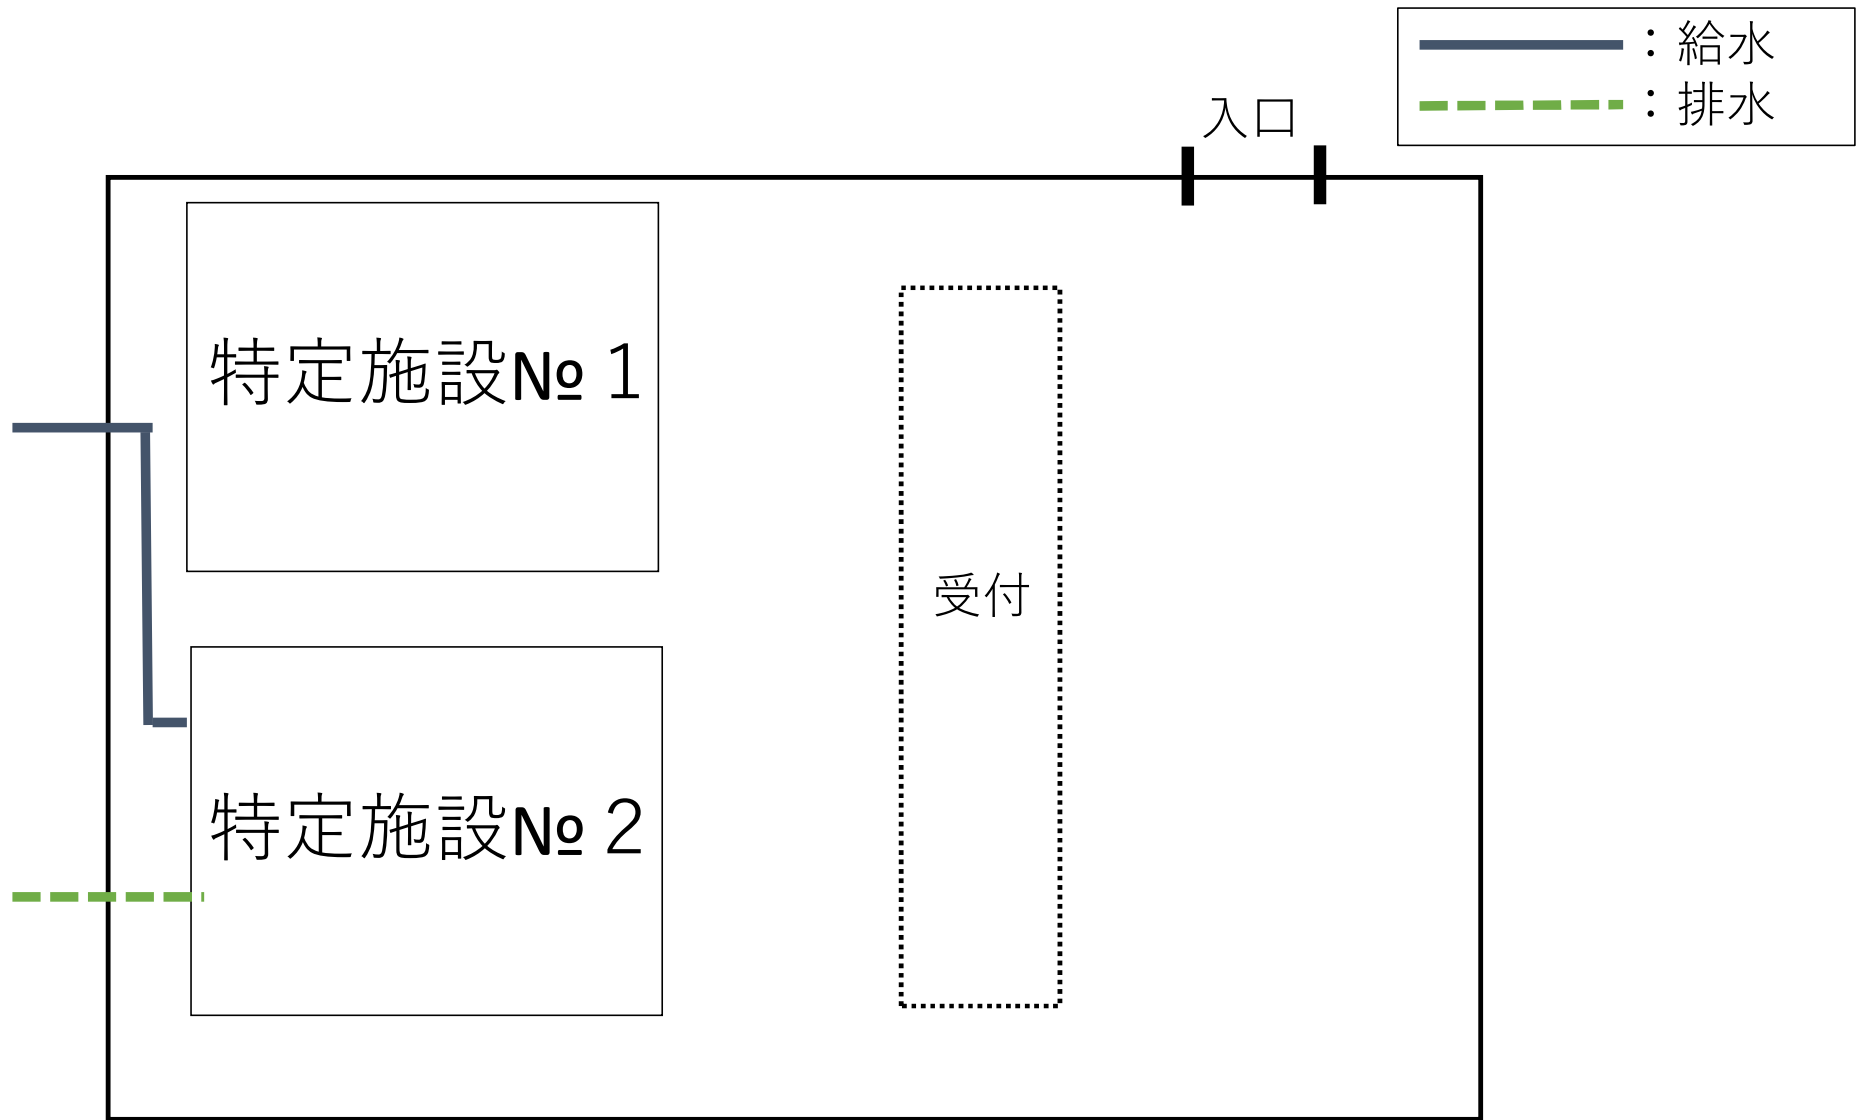 ：給水
：排水
入口
特定施設№１
受付
特定施設№２